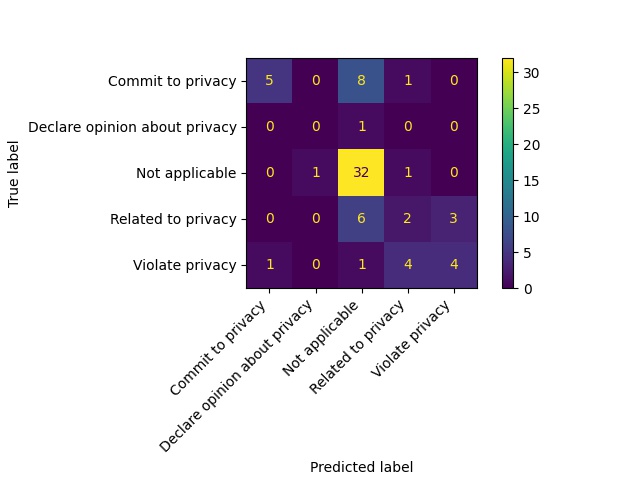 Commit to privacy 5 0 8 1 0
Declare opinion about privacy 0 0 1 0 0
Not applicable 0 1 32 1 0
Related to privacy 0 0 6 2 3
Violate privacy 1 0 1 4 4
True label
Commit to privacy
Declare opinion about privacy
Not applicable
Related to privacy
Violate privacy
Predicted label
30
25
20
15
10
5
0